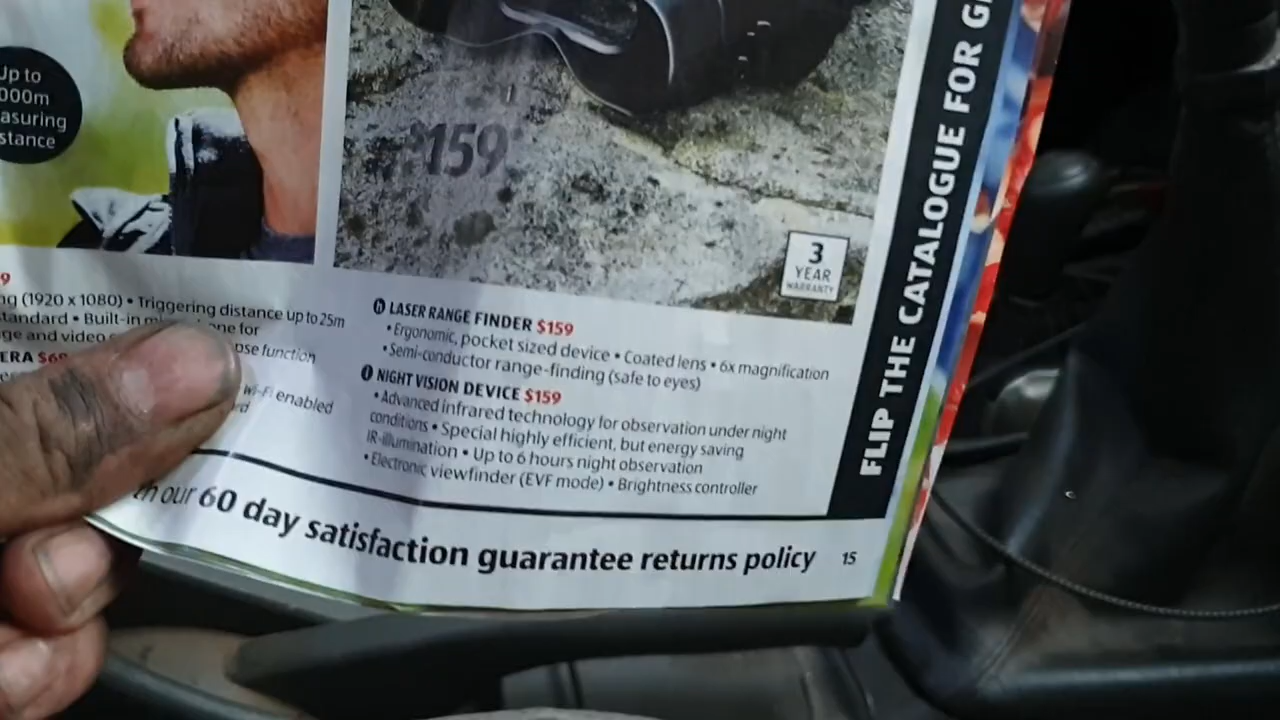 Up to
000m
asuring
stance
$159
3
YEAR
WARRANTY
FLIP THE CATALOGUE FOR
9
ng (1920 x 1080) • Triggering distance up to 25m
tandard • Built-in
ge and video
for
ERA
function
Wi-Fi enabled
h LASER RANGE FINDER $159
• Ergonomic, pocket sized device • Coated lens • 6x magnification
• Semi-conductor range-finding (safe to eyes)
i NIGHT VISION DEVICE $159
• Advanced infrared technology for observation under night
conditions • Special highly efficient, but energy saving
IR-illumination • Up to 6 hours night observation
• Electronic viewfinder (EVF mode) • Brightness controller
our 60 day satisfaction guarantee returns policy
15